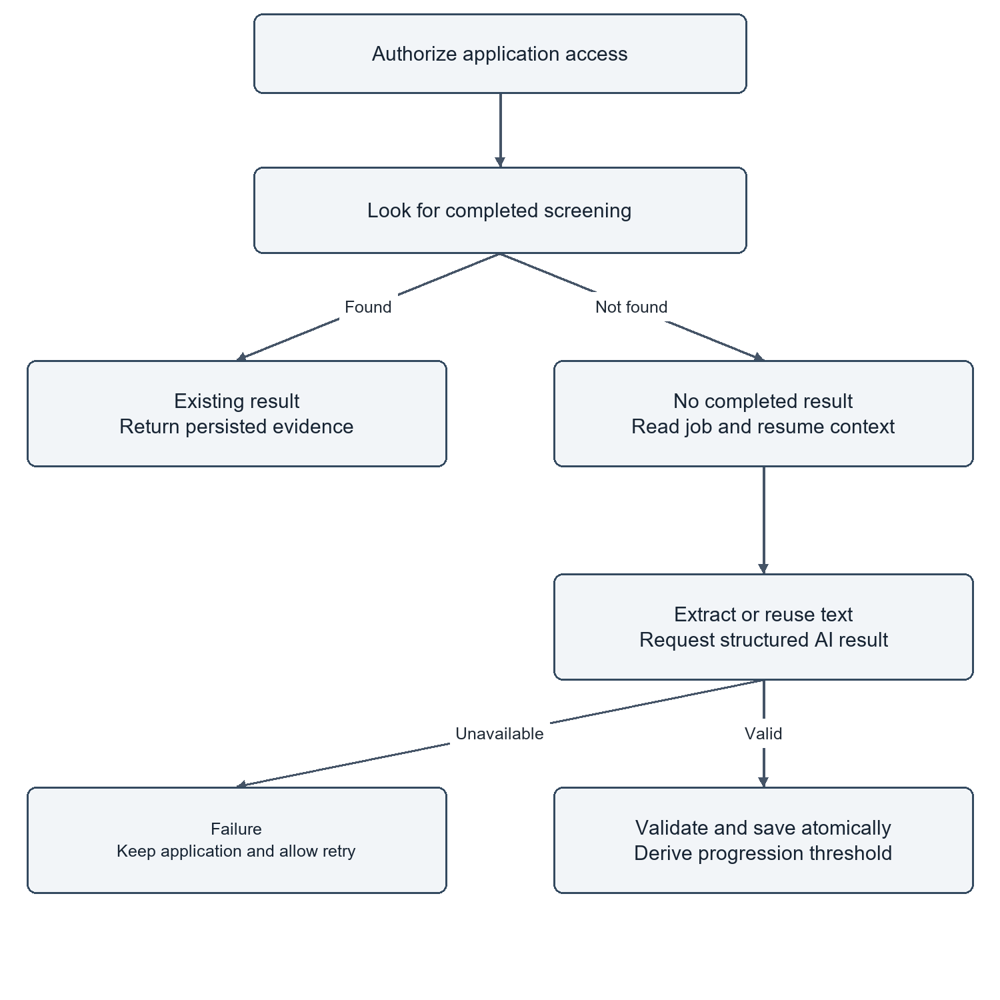 Authorize application access
Look for completed screening
Found
Not found
Existing result
Return persisted evidence
No completed result
Read job and resume context
Extract or reuse text
Request structured AI result
Unavailable
Valid
Failure
Keep application and allow retry
Validate and save atomically
Derive progression threshold